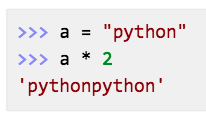 >>> a = "python"
>>> a * 2
'pythonpython'